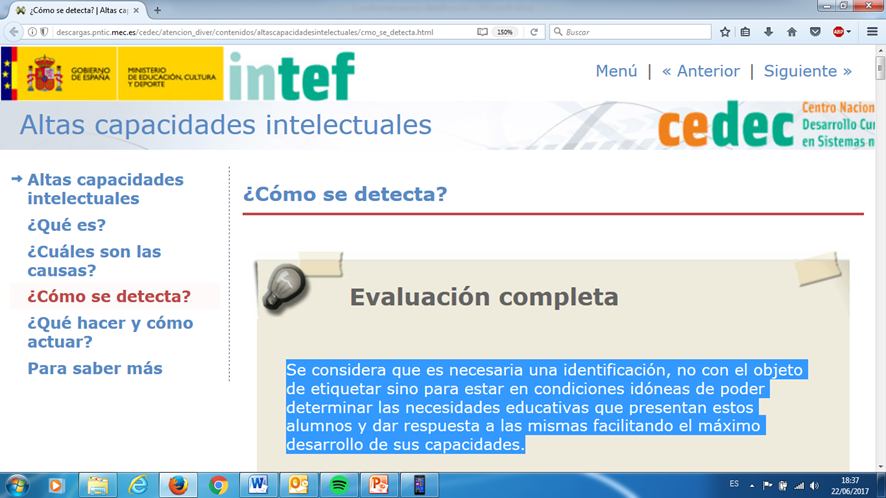 ¿Cómo se detecta? | Altas c
descargas.pntic.mec.es/cedec/atencion_diver/contenidos/altascapacidadesintelectuales/cmo_se_detecta.html
150%
Buscar
ABP
GOBIERNO
DE ESPAÑA
MINISTERIO
DE EDUCACIÓN, CULTURA
Y DEPORTE
intef
Menú | « Anterior | Siguiente »
Altas capacidades intelectuales
cedec
Centro Naciona
Desarrollo Cur
en Sistemas n
Altas capacidades
intelectuales
¿Qué es?
¿Cuáles son las
causas?
¿Cómo se detecta?
¿Qué hacer y cómo
actuar?
Para saber más
¿Cómo se detecta?
Evaluación completa
Se considera que es necesaria una identificación, no con el objeto
de etiquetar sino para estar en condiciones idóneas de poder
determinar las necesidades educativas que presentan estos
alumnos y dar respuesta a las mismas facilitando el máximo
desarrollo de sus capacidades.
ES
18:37
22/06/2017